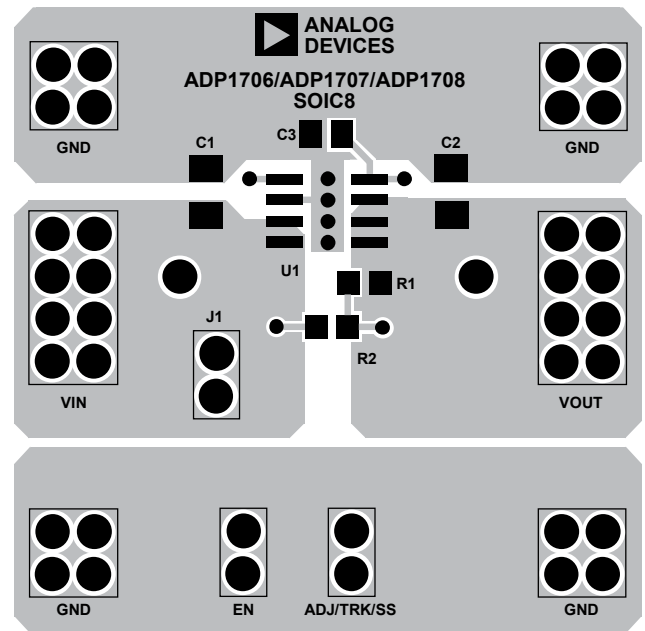 ANALOG
DEVICES
ADP1706/ADP1707/ADP1708
SOIC8
GND
C1
C3
C2
GND
U1
R1
J1
R2
VIN
VOUT
GND
EN
ADJ/TRK/SS
GND